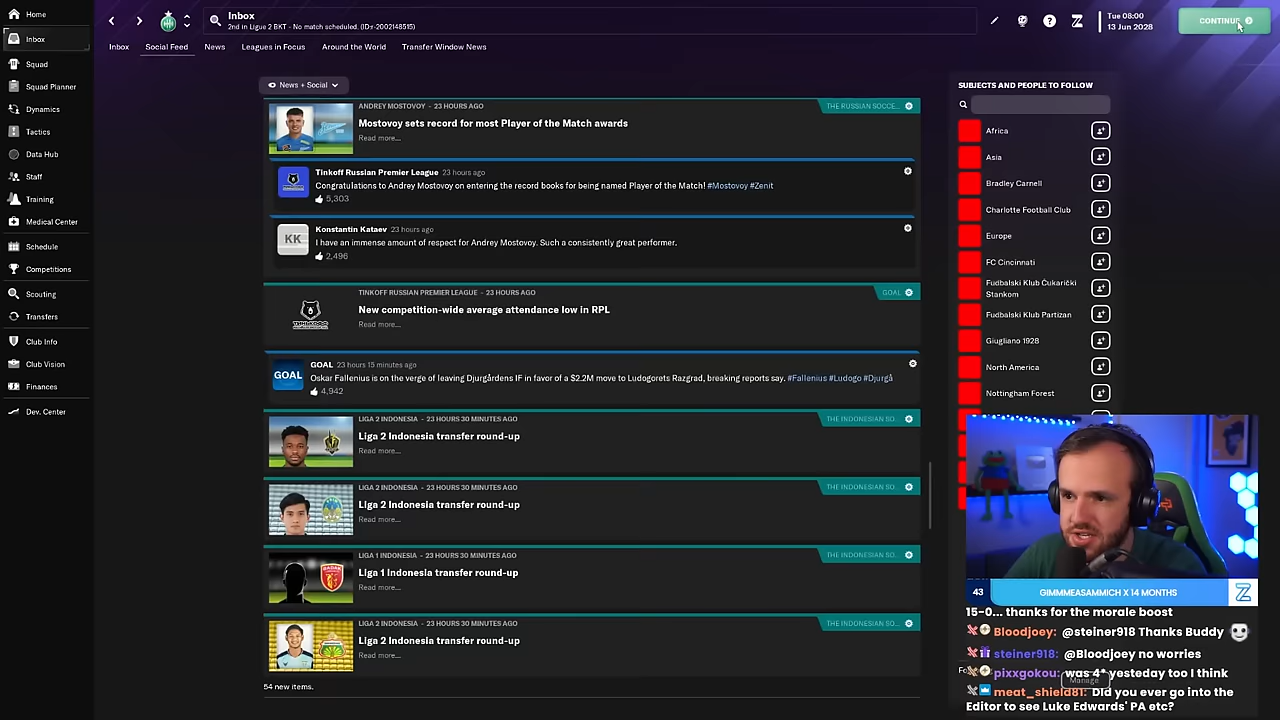 Home
Inbox
Squad
Squad Planner
Dynamics
Tactics
Data Hub
Staff
Training
Medical Center
Schedule
Competitions
Scouting
Transfers
Club Info
Club Vision
Finances
Dev. Center
Inbox
2nd in Ligue 2 BKT - No match scheduled. (ID:r-2002148515)
Tue 08:00
13 Jun 2028
CONTINUE
Inbox
Social Feed
News
Leagues in Focus
Around the World
Transfer Window News
News + Social
ANDREY MOSTOVOY - 23 HOURS AGO
THE RUSSIAN SOCCE...
Mostovoy sets record for most Player of the Match awards
Read more...
Tinkoff Russian Premier League 23 hours ago
Congratulations to Andrey Mostovoy on entering the record books for being named Player of the Match! #Mostovoy #Zenit
5,303
KK
Konstantin Kataev 23 hours ago
I have an immense amount of respect for Andrey Mostovoy. Such a consistently great performer.
2,496
TINKOFF RUSSIAN PREMIER LEAGUE - 23 HOURS AGO
GOAL
New competition-wide average attendance low in RPL
Read more...
GOAL
GOAL 23 hours 15 minutes ago
Oskar Fallenius is on the verge of leaving Djurgårdens IF in favor of a $2.2M move to Ludogorets Razgrad, breaking reports say. #Fallenius #Ludogo #Djurgå
4,942
LIGA 2 INDONESIA - 23 HOURS 30 MINUTES AGO
THE INDONESIAN SO...
Liga 2 Indonesia transfer round-up
Read more...
LIGA 2 INDONESIA - 23 HOURS 30 MINUTES AGO
THE INDONESIAN SO...
Liga 2 Indonesia transfer round-up
Read more...
LIGA 1 INDONESIA - 23 HOURS 30 MINUTES AGO
THE INDONESIAN SO...
Liga 1 Indonesia transfer round-up
Read more...
LIGA 2 INDONESIA - 23 HOURS 30 MINUTES AGO
THE INDONESIAN SO...
Liga 2 Indonesia transfer round-up
Read more...
54 new items.
SUBJECTS AND PEOPLE TO FOLLOW
Africa
Asia
Bradley Carnell
Charlotte Football Club
Europe
FC Cincinnati
Fudbalski Klub Čukarički
Stankom
Fudbalski Klub Partizan
Giugliano 1928
North America
Nottingham Forest
43
GIMMMEASAMMICH X 14 MONTHS
15-0... thanks for the morale boost
Bloodjoey: @steiner918 Thanks Buddy
steiner918: @Bloodjoey no worries
pixxgokou: was 4* yesteday too I think
Manage
meat_shield81: Did you ever go into the
Editor to see Luke Edwards' PA etc?